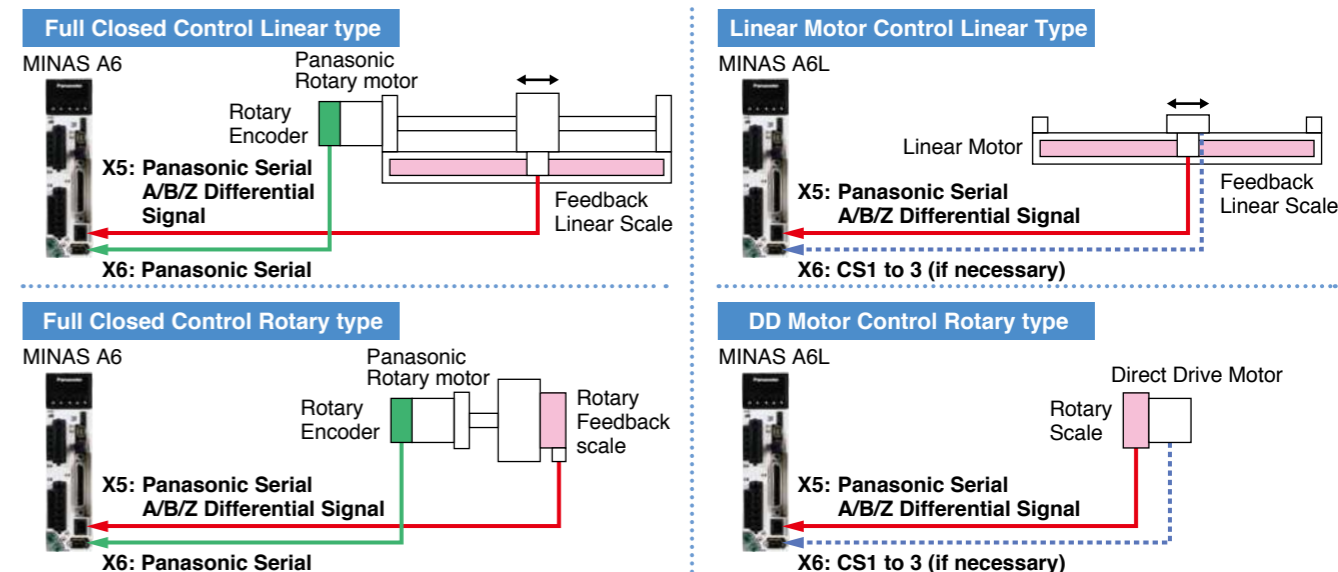 Full Closed Control Linear type
MINAS A6
Panasonic
Rotary motor
Rotary
Encoder
X5: Panasonic Serial
A/B/Z Differential
Signal
Feedback
Linear Scale
X6: Panasonic Serial
Linear Motor Control Linear Type
MINAS A6L
Linear Motor
X5: Panasonic Serial
A/B/Z Differential Signal
Feedback
Linear Scale
X6: CS1 to 3 (if necessary)
Full Closed Control Rotary type
MINAS A6
Panasonic
Rotary motor
Rotary
Encoder
Rotary
Feedback
scale
X5: Panasonic Serial
A/B/Z Differential Signal
X6: Panasonic Serial
DD Motor Control Rotary type
MINAS A6L
Direct Drive Motor
Rotary
Scale
X5: Panasonic Serial
A/B/Z Differential Signal
X6: CS1 to 3 (if necessary)